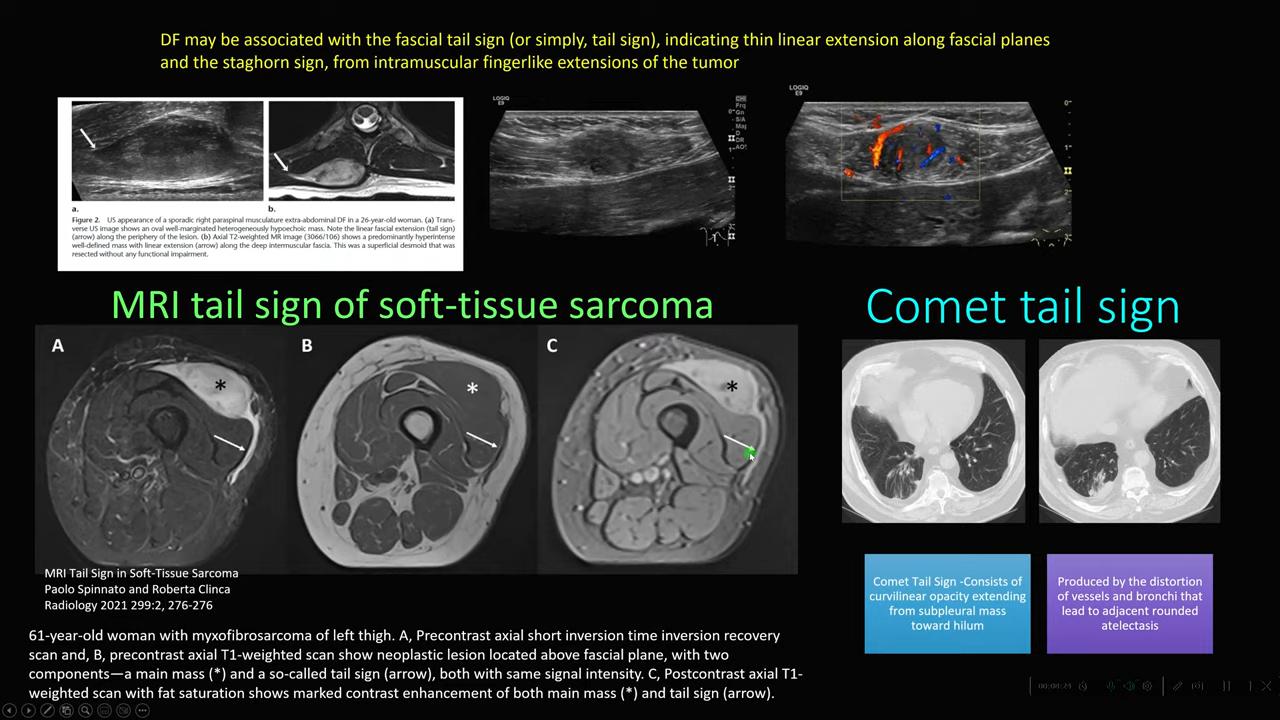 DF may be associated with the fascial tail sign (or simply, tail sign), indicating thin linear extension along fascial planes
and the staghorn sign, from intramuscular fingerlike extensions of the tumor
a.
b.
Figure 2. US appearance of a sporadic right paraspinal musculature extra-abdominal DF in a 26-year-old woman. (a) Trans-
verse US image shows an oval well-marginated heterogeneously hypoechoic mass. Note the linear fascial extension (tail sign)
(arrow) along the periphery of the lesion. (b) Axial T2-weighted MR image (3066/106) shows a predominantly hyperintense
well-defined mass with linear extension (arrow) along the deep intermuscular fascia. This was a superficial desmoid that was
resected without any functional impairment.
LOGIQ
E9
CHI
Frq
Gn
S/A
Map
D
DR
AO%
LOGIQ
E9
MRI tail sign of soft-tissue sarcoma
A
B
C
*
*
*
MRI Tail Sign in Soft-Tissue Sarcoma
Paolo Spinnato and Roberta Clinca
Radiology 2021 299:2, 276-276
61-year-old woman with myxofibrosarcoma of left thigh. A, Precontrast axial short inversion time inversion recovery
scan and, B, precontrast axial T1-weighted scan show neoplastic lesion located above fascial plane, with two
components—a main mass (*) and a so-called tail sign (arrow), both with same signal intensity. C, Postcontrast axial T1-
weighted scan with fat saturation shows marked contrast enhancement of both main mass (*) and tail sign (arrow).
Comet tail sign
Comet Tail Sign -Consists of
curvilinear opacity extending
from subpleural mass
toward hilum
Produced by the distortion
of vessels and bronchi that
lead to adjacent rounded
atelectasis
00:04:24